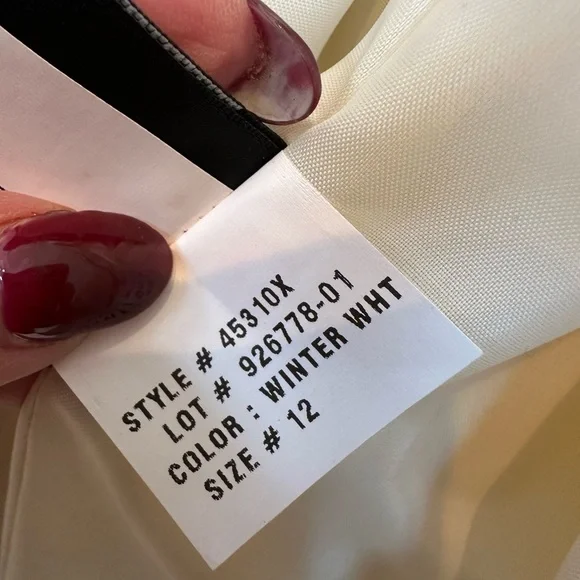 STYLE # 45310X
LOT # 926778-01
COLOR : WINTER WHT
SIZE # 12